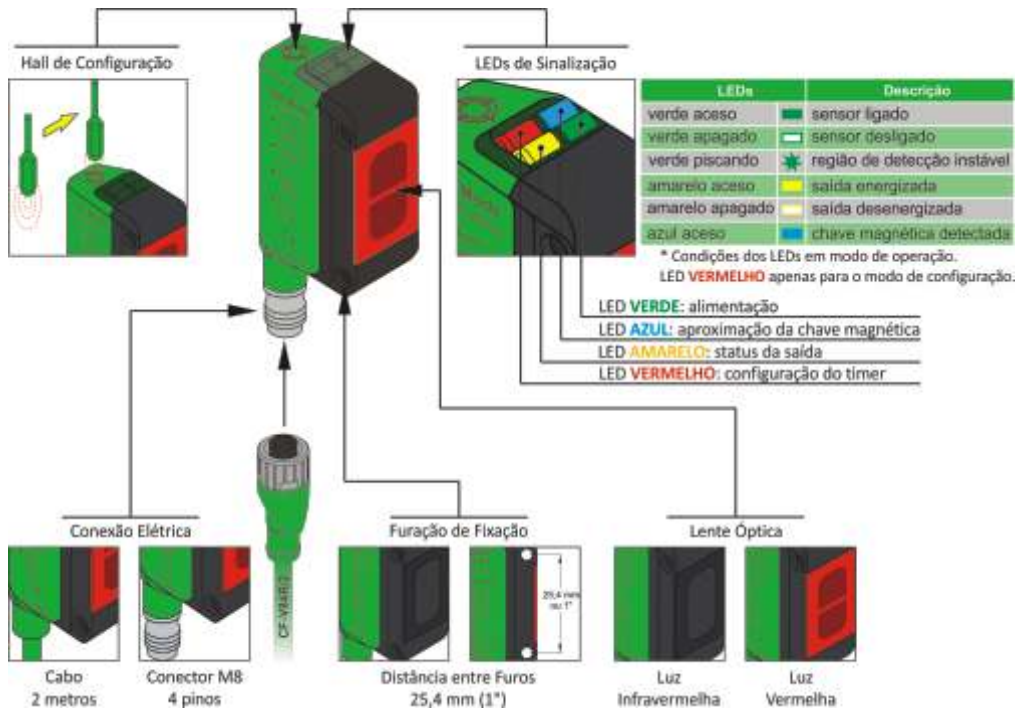 Hall de Configuração
LEDs de Sinalização
LEDs Descrição
verde aceso sensor ligado
verde apagado sensor desligado
verde piscando região de detecção instável
amarelo aceso saída energizada
amarelo apagado saída desenergizada
azul aceso chave magnética detectada
* Condições dos LEDs em modo de operação.
LED VERMELHO apenas para o modo de configuração.
LED VERDE: alimentação
LED AZUL: aproximação da chave magnética
LED AMARELO: status da saída
LED VERMELHO: configuração do timer
Conexão Elétrica
Furação de Fixação
Lente Óptica
25,4 mm
ou 1"
Cabo
2 metros
Conector M8
4 pinos
Distância entre Furos
25,4 mm (1")
Luz
Infravermelha
Luz
Vermelha